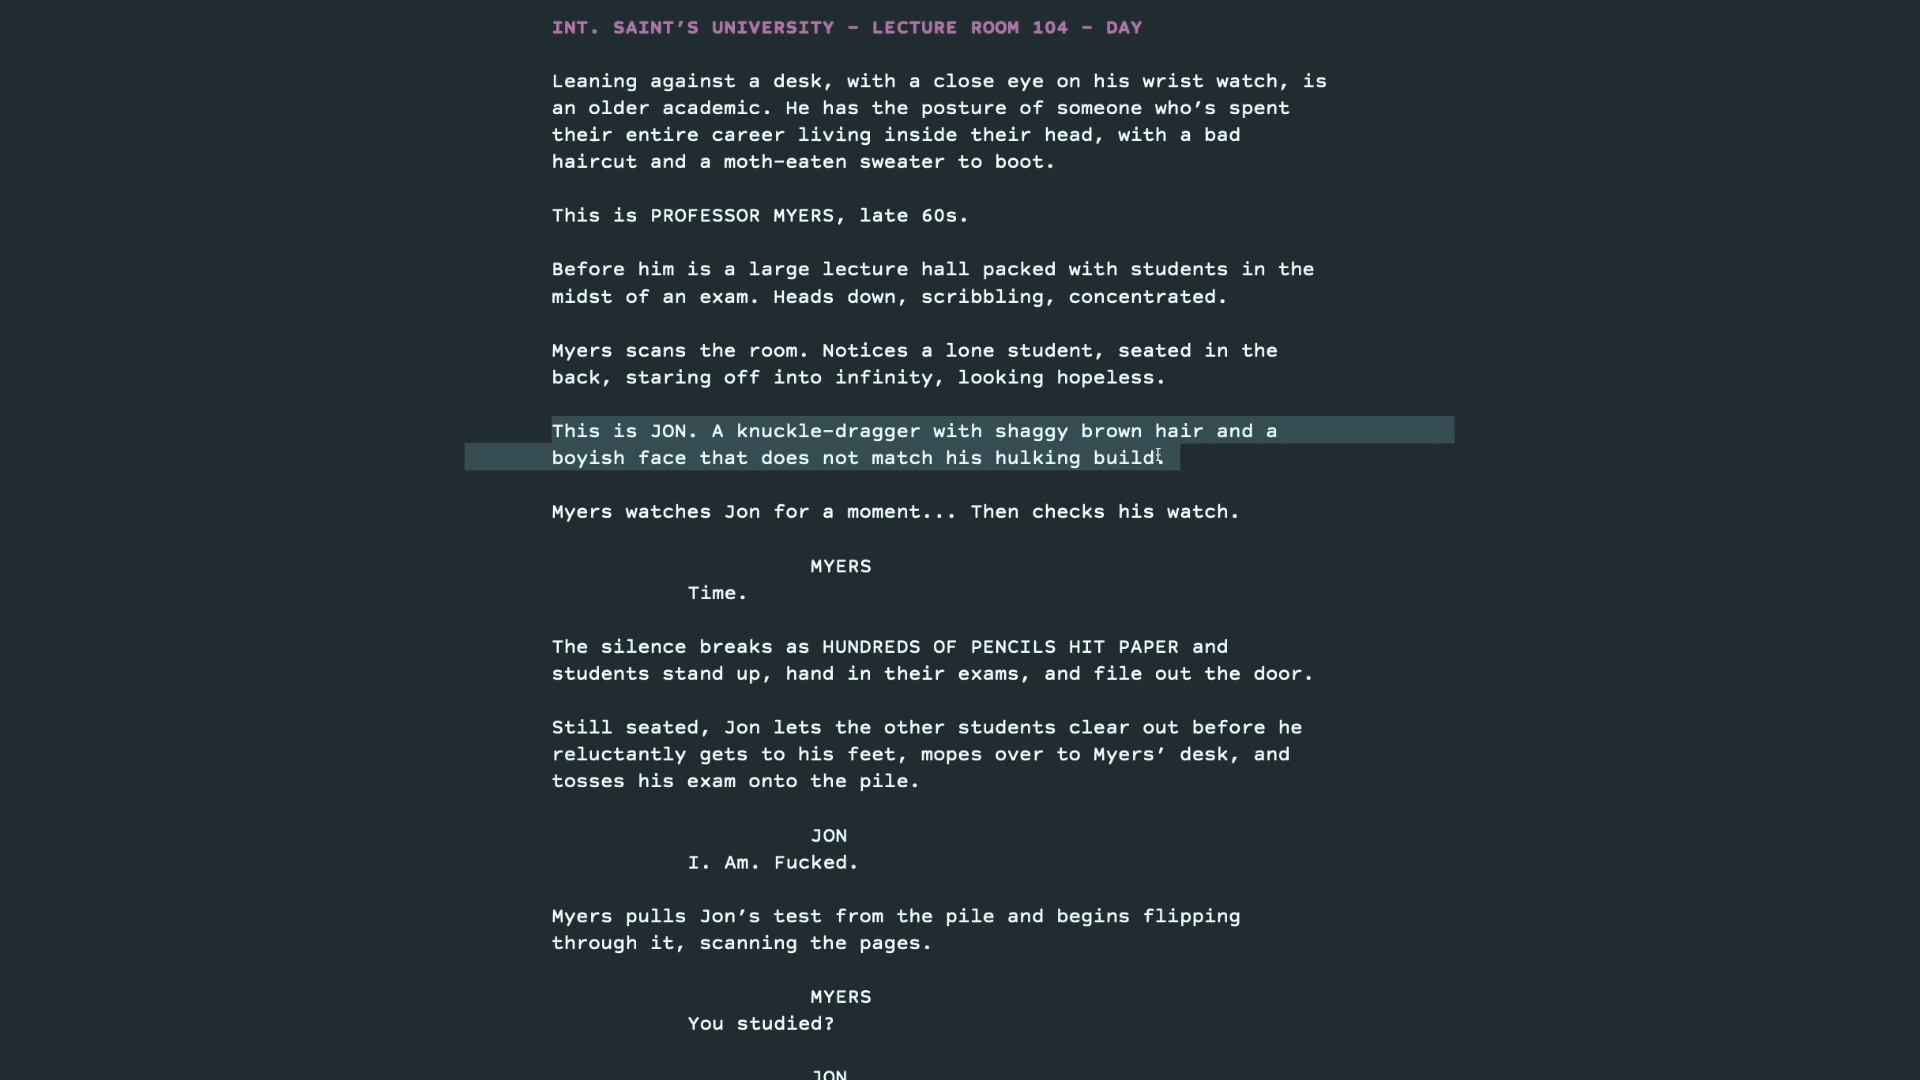 INT. SAINT’S UNIVERSITY – LECTURE ROOM 104 – DAY
Leaning against a desk, with a close eye on his wrist watch, is
an older academic. He has the posture of someone who’s spent
their entire career living inside their head, with a bad
haircut and a moth-eaten sweater to boot.
This is PROFESSOR MYERS, late 60s.
Before him is a large lecture hall packed with students in the
midst of an exam. Heads down, scribbling, concentrated.
Myers scans the room. Notices a lone student, seated in the
back, staring off into infinity, looking hopeless.
This is JON. A knuckle-dragger with shaggy brown hair and a
boyish face that does not match his hulking build.
Myers watches Jon for a moment... Then checks his watch.
MYERS
Time.
The silence breaks as HUNDREDS OF PENCILS HIT PAPER and
students stand up, hand in their exams, and file out the door.
Still seated, Jon lets the other students clear out before he
reluctantly gets to his feet, mopes over to Myers’ desk, and
tosses his exam onto the pile.
JON
I. Am. Fucked.
Myers pulls Jon’s test from the pile and begins flipping
through it, scanning the pages.
MYERS
You studied?
JON